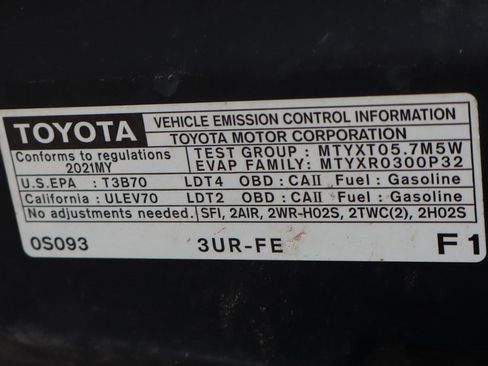 TOYOTA
VEHICLE EMISSION CONTROL INFORMATION
TOYOTA MOTOR CORPORATION
Conforms to regulations
2021MY
TEST GROUP : MTYXT05.7M5W
EVAP FAMILY: MTYXR0300P32
U.S.EPA : T3B70 LDT4 OBD : CAII Fuel : Gasoline
California : ULEV70 LDT2 OBD : CAII Fuel : Gasoline
No adjustments needed. SFI, 2AIR, 2WR-H02S, 2TWC(2), 2H02S
0S093 3UR-FE F1